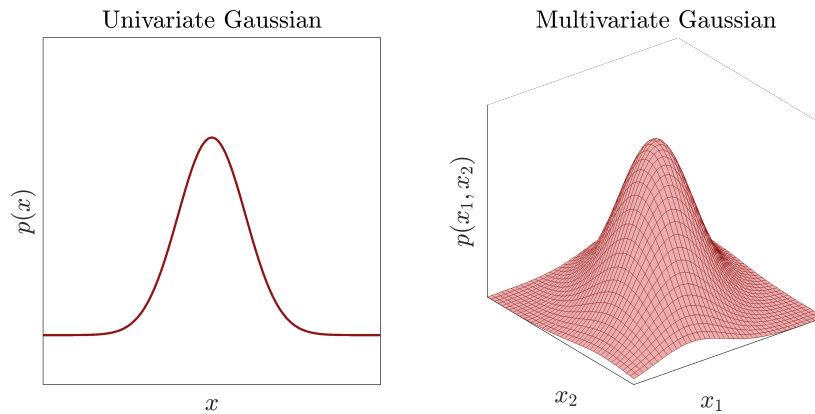 Univariate Gaussian
p(x)
x
Multivariate Gaussian
p(x₁, x₂)
x₂
x₁